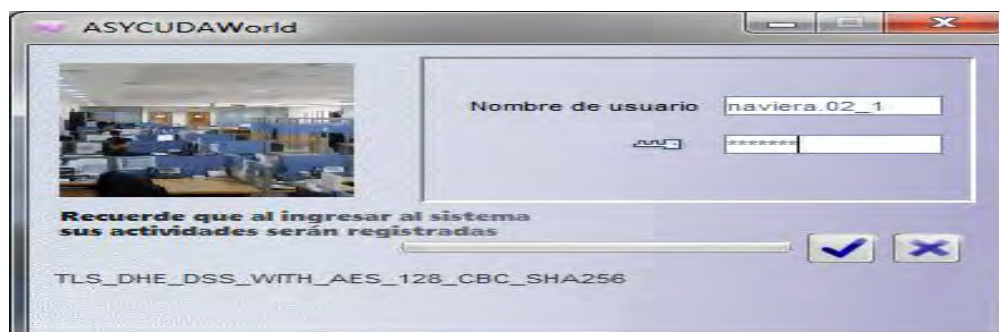 ASYCUDAWorld
Nombre de usuario naviera.02_1
*******
Recuerde que al ingresar al sistema
sus actividades serán registradas
TLS_DHE_DSS_WITH_AES_128_CBC_SHA256